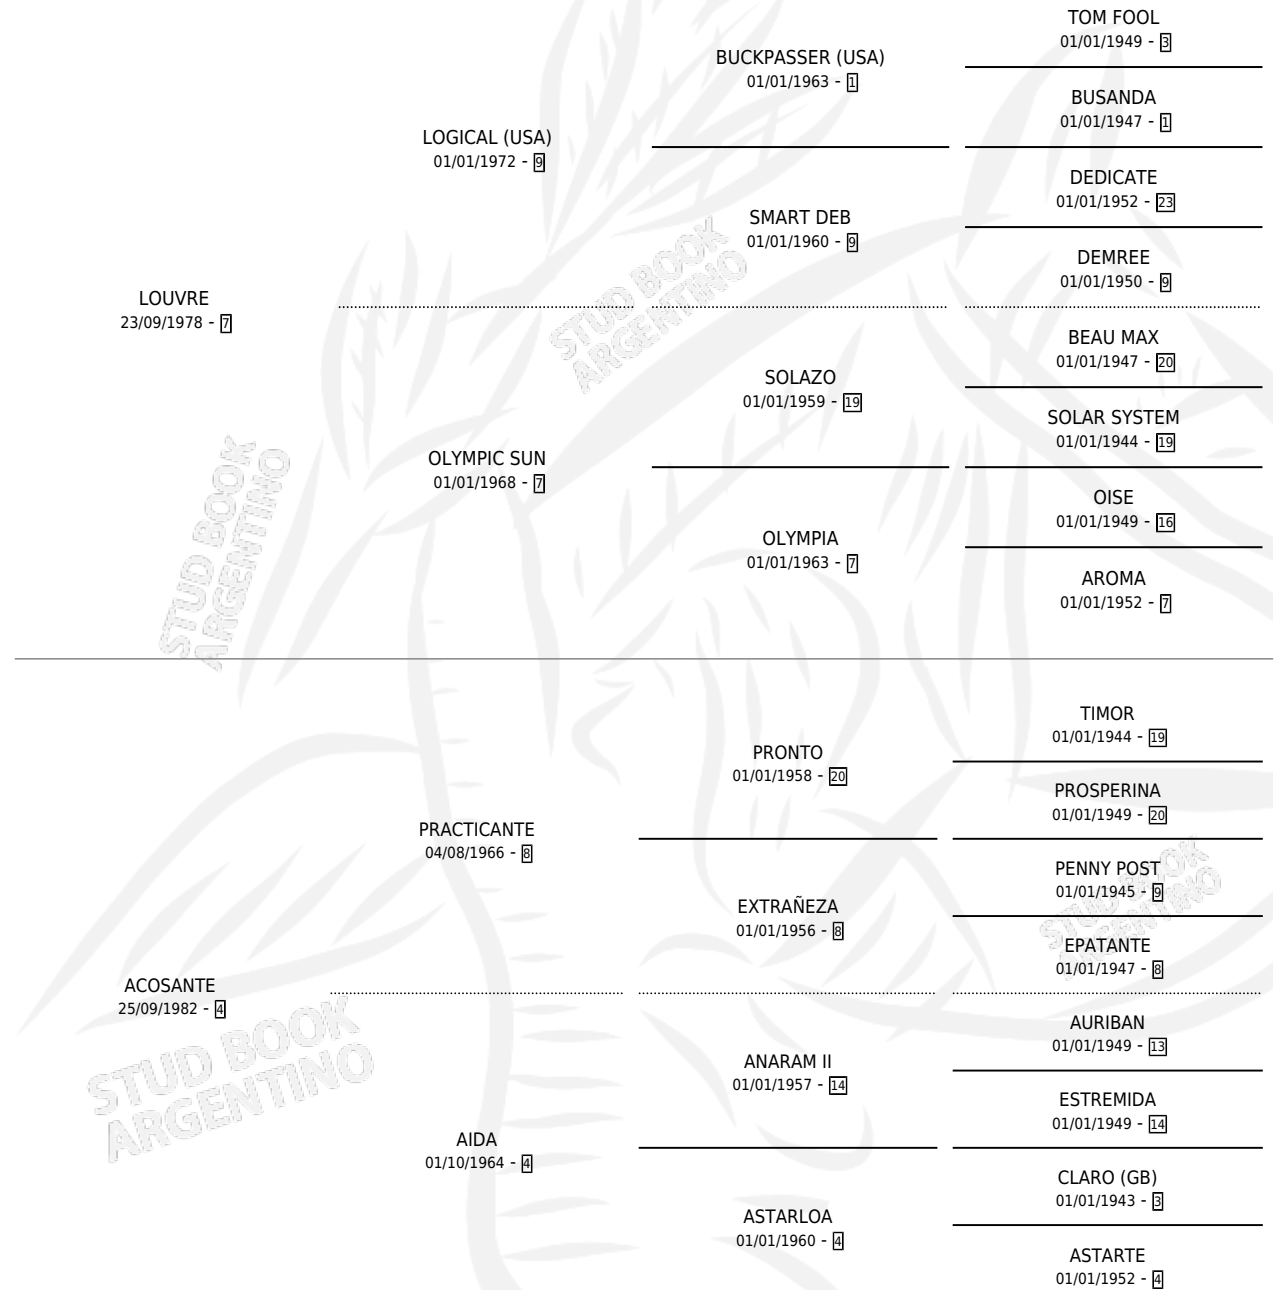 TOM FOOL
01/01/1949 - 3
BUCKPASSER (USA)
01/01/1963 - 1
BUSANDA
01/01/1947 - 1
LOGICAL (USA)
01/01/1972 - 9
DEDICATE
01/01/1952 - 23
SMART DEB
01/01/1960 - 9
DEMREE
01/01/1950 - 9
LOUVRE
23/09/1978 - 7
BEAU MAX
01/01/1947 - 20
SOLAZO
01/01/1959 - 19
SOLAR SYSTEM
01/01/1944 - 19
OLYMPIC SUN
01/01/1968 - 7
OISE
01/01/1949 - 16
OLYMPIA
01/01/1963 - 7
AROMA
01/01/1952 - 7
TIMOR
01/01/1944 - 19
PRONTO
01/01/1958 - 20
PROSPERINA
01/01/1949 - 20
PRACTICANTE
04/08/1966 - 8
PENNY POST
01/01/1945 - 9
EXTRAÑEZA
01/01/1956 - 8
EPATANTE
01/01/1947 - 8
ACOSANTE
25/09/1982 - 4
AURIBAN
01/01/1949 - 13
ANARAM II
01/01/1957 - 14
ESTREMIDA
01/01/1949 - 14
AIDA
01/10/1964 - 4
CLARO (GB)
01/01/1943 - 3
ASTARLOA
01/01/1960 - 4
ASTARTE
01/01/1952 - 4
STUD BOOK
ARGENTINO
STUD BOOK
ARGENTINO
STUD BOOK
ARGENTINO
STUD BOOK
ARGENTINO